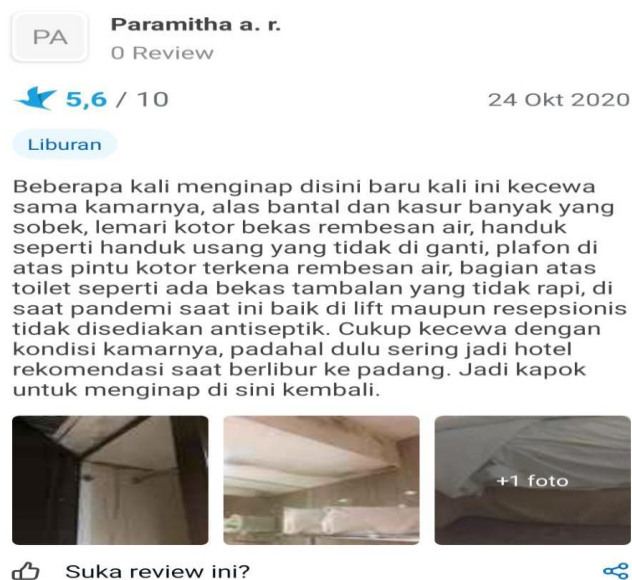 PA
Paramitha a. r.
0 Review
5,6 / 10
24 Okt 2020
Liburan
Beberapa kali menginap disini baru kali ini kecewa
sama kamarnya, alas bantal dan kasur banyak yang
sobek, lemari kotor bekas rembesan air, handuk
seperti handuk usang yang tidak di ganti, plafon di
atas pintu kotor terkena rembesan air, bagian atas
toilet seperti ada bekas tambalan yang tidak rapi, di
saat pandemi saat ini baik di lift maupun resepsionis
tidak disediakan antiseptik. Cukup kecewa dengan
kondisi kamarnya, padahal dulu sering jadi hotel
rekomendasi saat berlibur ke padang. Jadi kapok
untuk menginap di sini kembali.
+1 foto
Suka review ini?